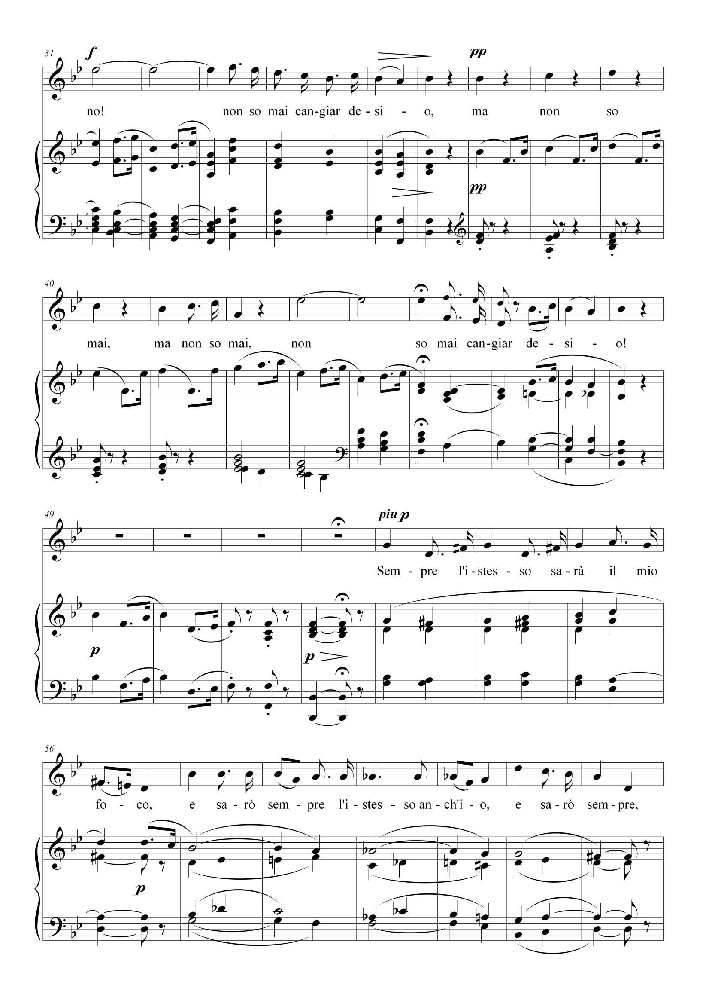 31 f > pp
no! non so mai can-giar de - si - o, ma non so
pp
40
mai, ma non so mai, non so mai can-giar de - si - o!
49 piu p
Sem - pre l'i - stes - so sa - rà il mio
p p
56
fo - co, e sa - rò sem - pre l'i - stes - so an - ch'i - o, e sa - rò sem - pre,
p